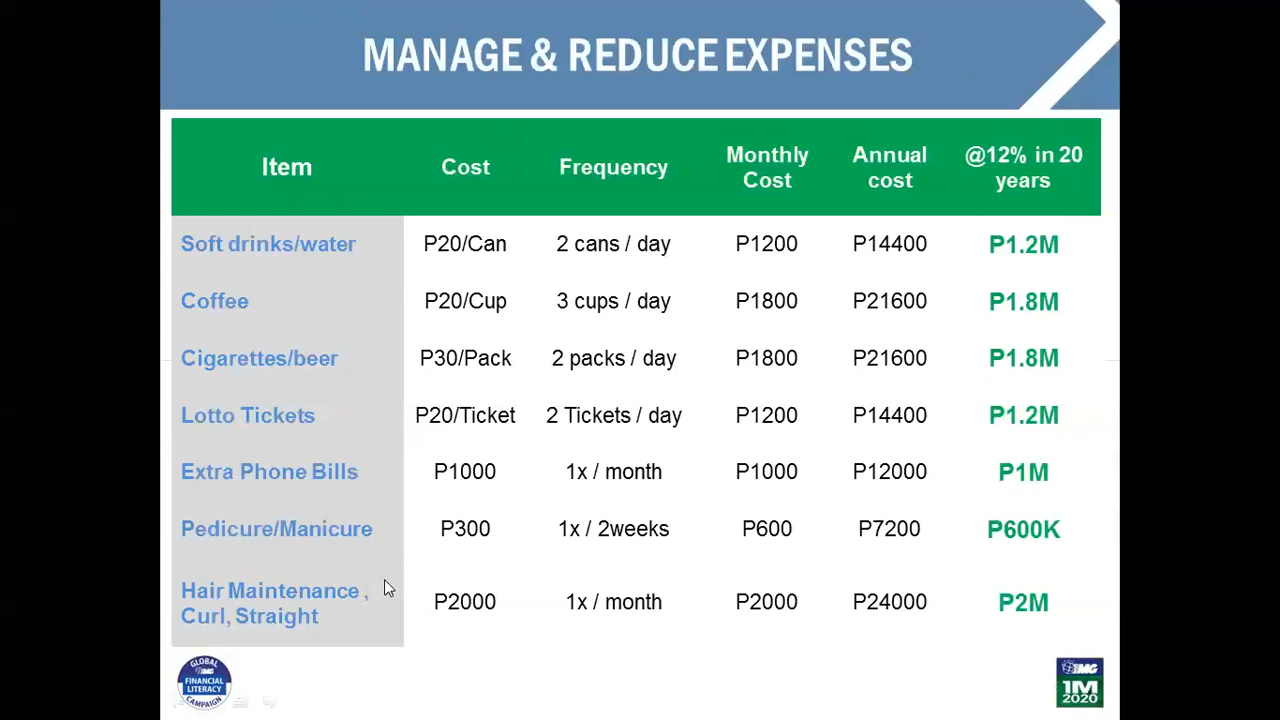 MANAGE & REDUCE EXPENSES
Item Cost Frequency Monthly Cost Annual cost @12% in 20 years
Soft drinks/water P20/Can 2 cans / day P1200 P14400 P1.2M
Coffee P20/Cup 3 cups / day P1800 P21600 P1.8M
Cigarettes/beer P30/Pack 2 packs / day P1800 P21600 P1.8M
Lotto Tickets P20/Ticket 2 Tickets / day P1200 P14400 P1.2M
Extra Phone Bills P1000 1x / month P1000 P12000 P1M
Pedicure/Manicure P300 1x / 2weeks P600 P7200 P600K
Hair Maintenance , Curl, Straight P2000 1x / month P2000 P24000 P2M
GLOBAL
IMG
FINANCIAL
LITERACY
CAMPAIGN
IMG
1M
2020